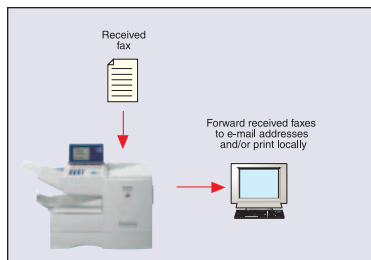 Received
fax
Forward received faxes
to e-mail addresses
and/or print locally